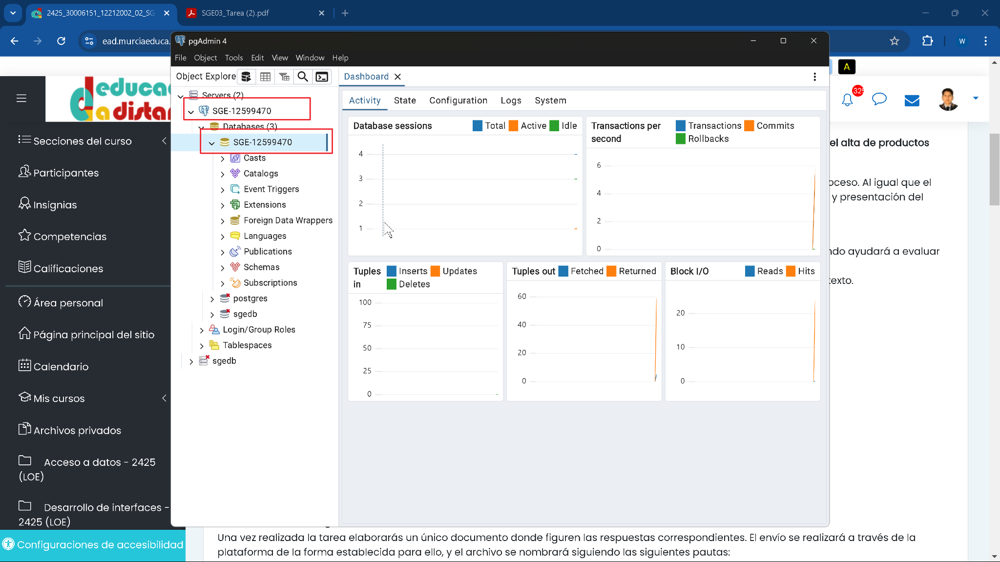 2425_30006151_12212002_02_SG
SGE03_Tarea (2).pdf
ead.murciaeduca.
W
pgAdmin 4
File Object Tools Edit View Window Help
Object Explore
Dashboard
A
Servers (2)
SGE-12599470
Databases (3)
SGE-12599470
Casts
Catalogs
Event Triggers
Extensions
Foreign Data Wrappers
Languages
Publications
Schemas
Subscriptions
postgres
sgedb
Login/Group Roles
Tablespaces
sgedb
Activity State Configuration Logs System
Database sessions Total Active Idle
4
3
2
1
Transactions per second Transactions Commits Rollbacks
6
4
2
0
Tuples in Inserts Updates Deletes
100
75
50
25
0
Tuples out Fetched Returned
60
40
20
0
Block I/O Reads Hits
20
10
0
educa
a distan
Secciones del curso
Participantes
Insignias
Competencias
Calificaciones
Área personal
Página principal del sitio
Calendario
Mis cursos
Archivos privados
Acceso a datos - 2425
(LOE)
Desarrollo de interfaces -
2425 (LOE)
Configuraciones de accesibilidad
el alta de productos
oceso. Al igual que el
y presentación del
ndo ayudará a evaluar
texto.
Una vez realizada la tarea elaborarás un único documento donde figuren las respuestas correspondientes. El envío se realizará a través de la
plataforma de la forma establecida para ello, y el archivo se nombrará siguiendo las siguientes pautas: